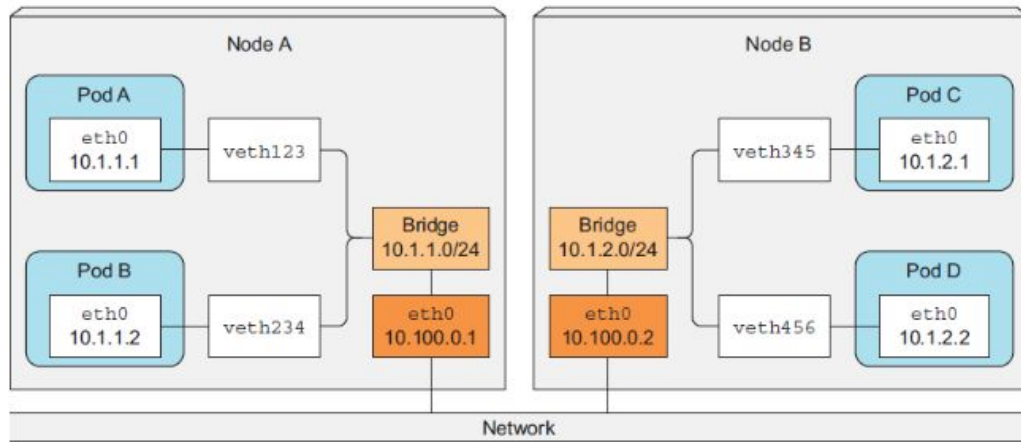 Node A
Pod A
eth0
10.1.1.1
veth123
Bridge
10.1.1.0/24
Pod B
eth0
10.1.1.2
veth234
eth0
10.100.0.1
Node B
Pod C
veth345
eth0
10.1.2.1
Bridge
10.1.2.0/24
Pod D
eth0
10.100.0.2
veth456
eth0
10.1.2.2
Network